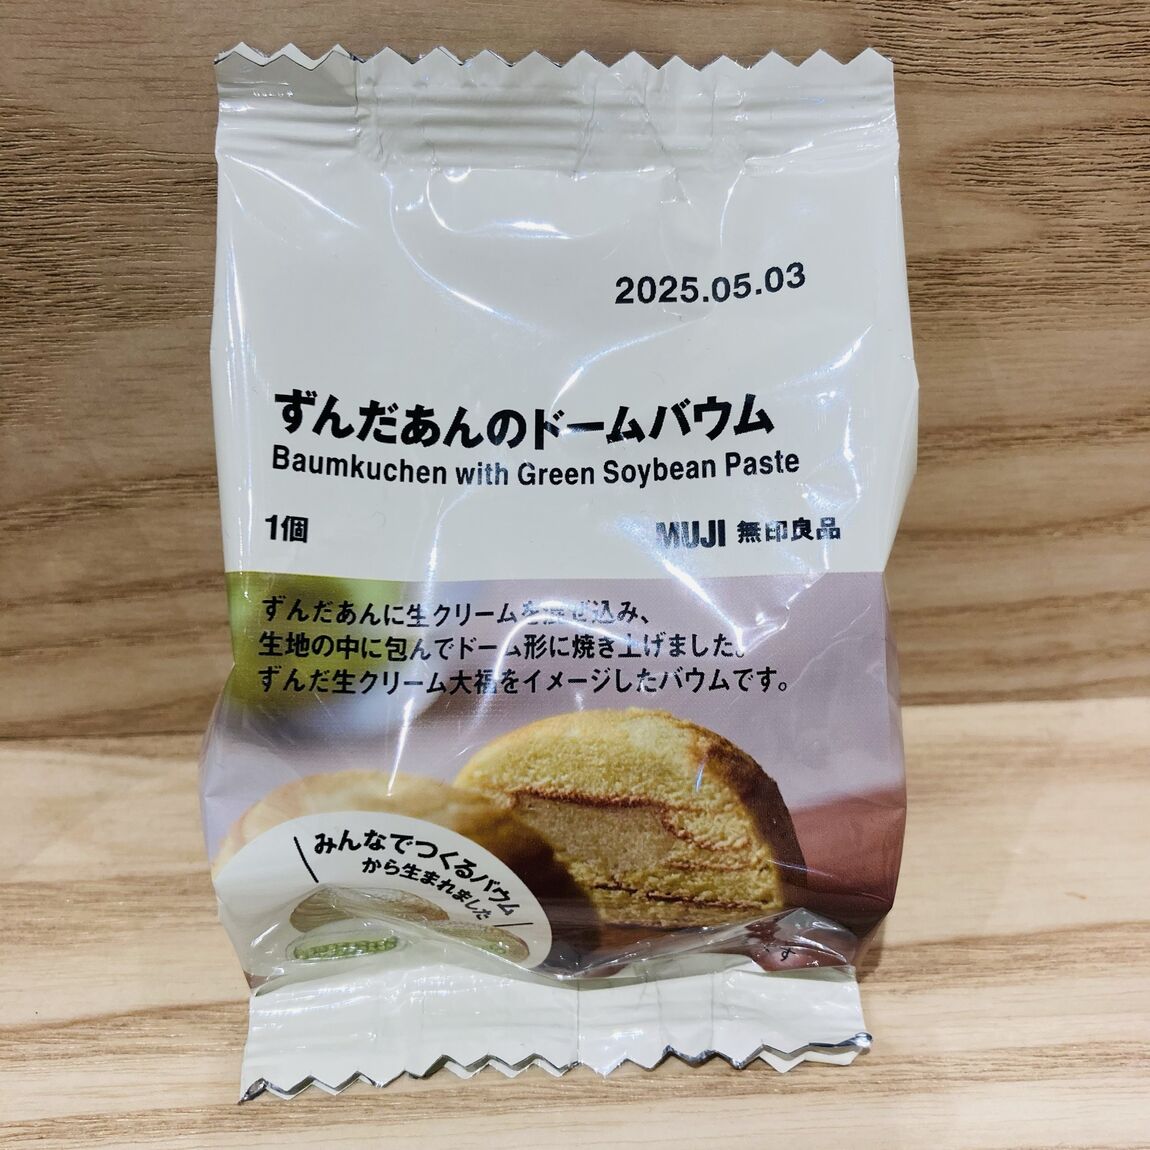 2025.05.03
ずんだあんのドームバウム
Baumkuchen with Green Soybean Paste
1個
MUJI 無印良品
ずんだあんに生クリームを混ぜ込み、
生地の中に包んでドーム形に焼き上げました。
ずんだ生クリーム大福をイメージしたバウムです。
みんなでつくるバウム
から生まれました